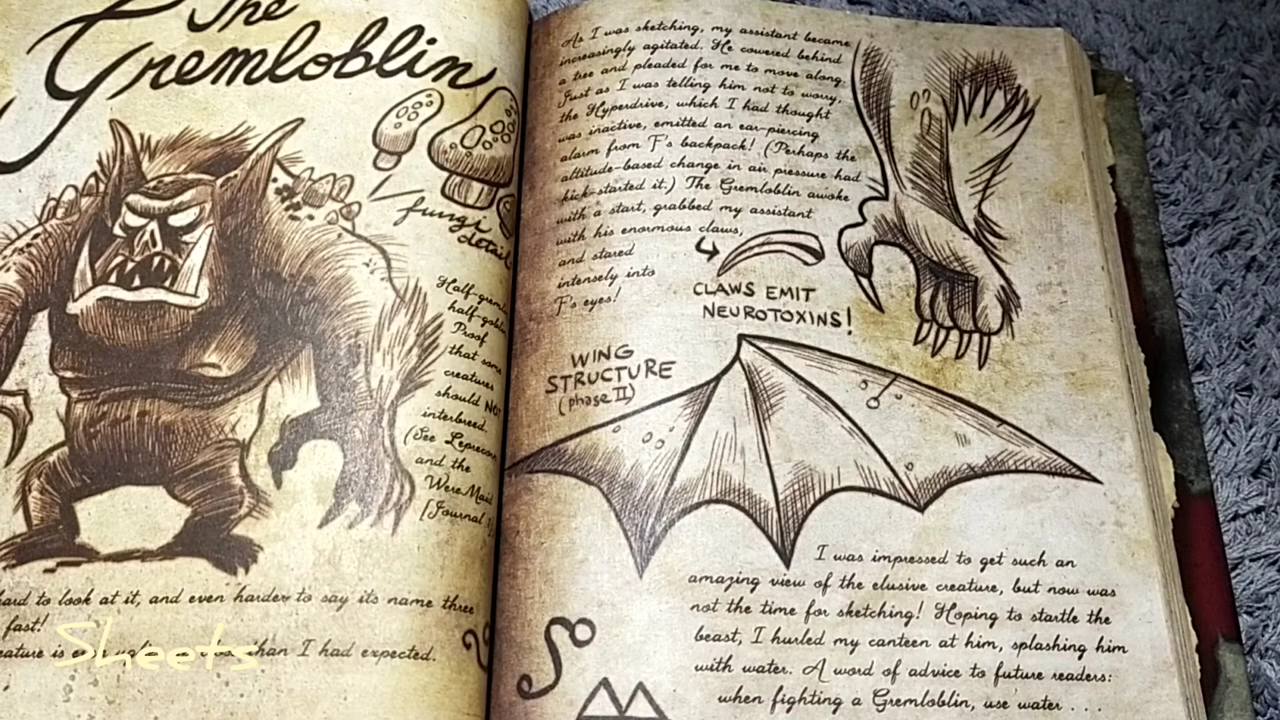 The
Gremloblin
fungi
detail
Half-greml
half-gobl
Proof
that some
creatures
should NOT
interbreed.
(See Leprecor
and the
WereMaid
[Journal
hard to look at it, and even harder to say its name three
fast!
eature is even than I had expected.
Sheets
As I was sketching, my assistant became
increasingly agitated. He cowered behind
a tree and pleaded for me to move along.
Just as I was telling him not to worry,
the Hyperdrive, which I had thought
was inactive, emitted an ear-piercing
alarm from F's backpack! (Perhaps the
altitude-based change in air pressure had
kick-started it.) The Gremloblin awoke
with a start, grabbed my assistant
with his enormous claws,
and stared
intensely into
F's eyes!
CLAWS EMIT
NEUROTOXINS!
WING
STRUCTURE
(phase II)
I was impressed to get such an
amazing view of the elusive creature, but now was
not the time for sketching! Hoping to startle the
beast, I hurled my canteen at him, splashing him
with water. A word of advice to future readers:
when fighting a Gremloblin, use water . . .